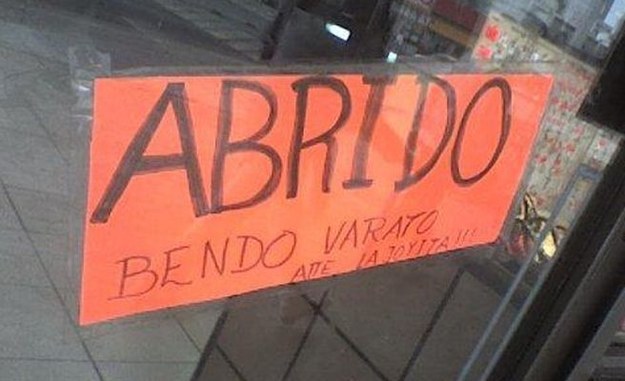 ABRIDO
BENDO VARATO
ATTE LA JOYITA!!!